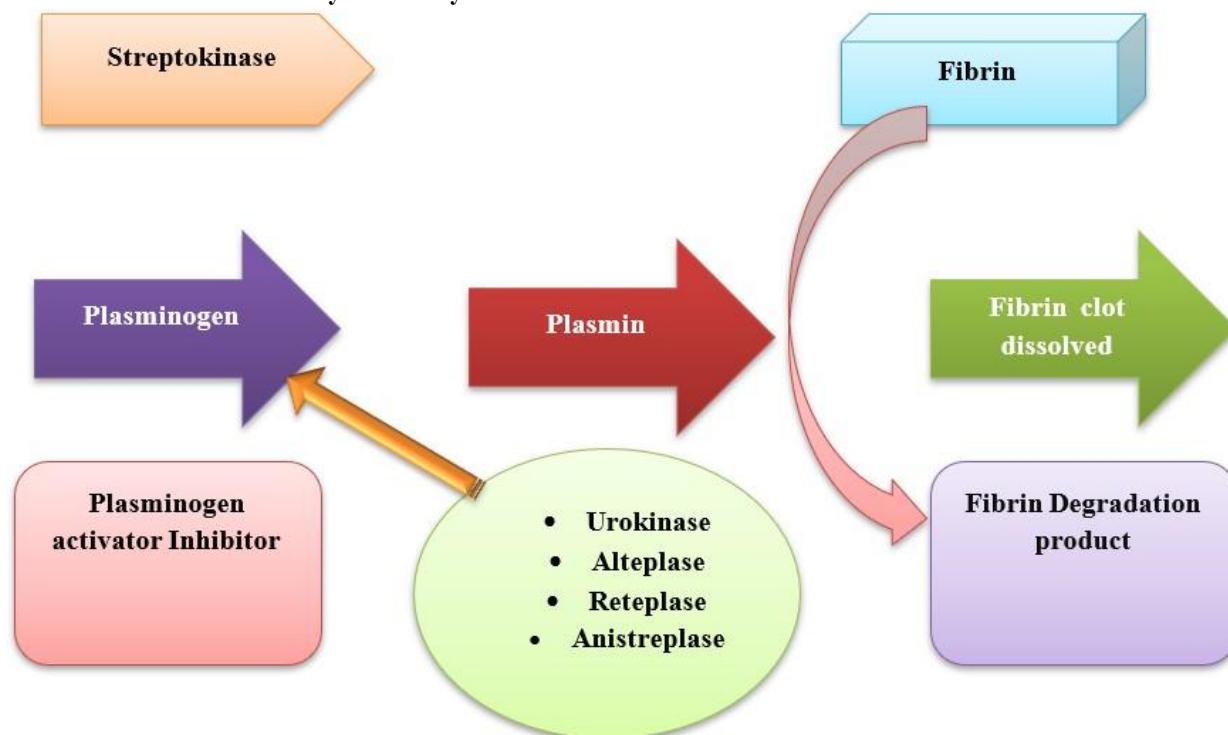 Streptokinase
Fibrin
Plasminogen
Plasmin
Fibrin clot
dissolved
Plasminogen
activator Inhibitor
• Urokinase
• Alteplase
• Reteplase
• Anistreplase
Fibrin Degradation
product